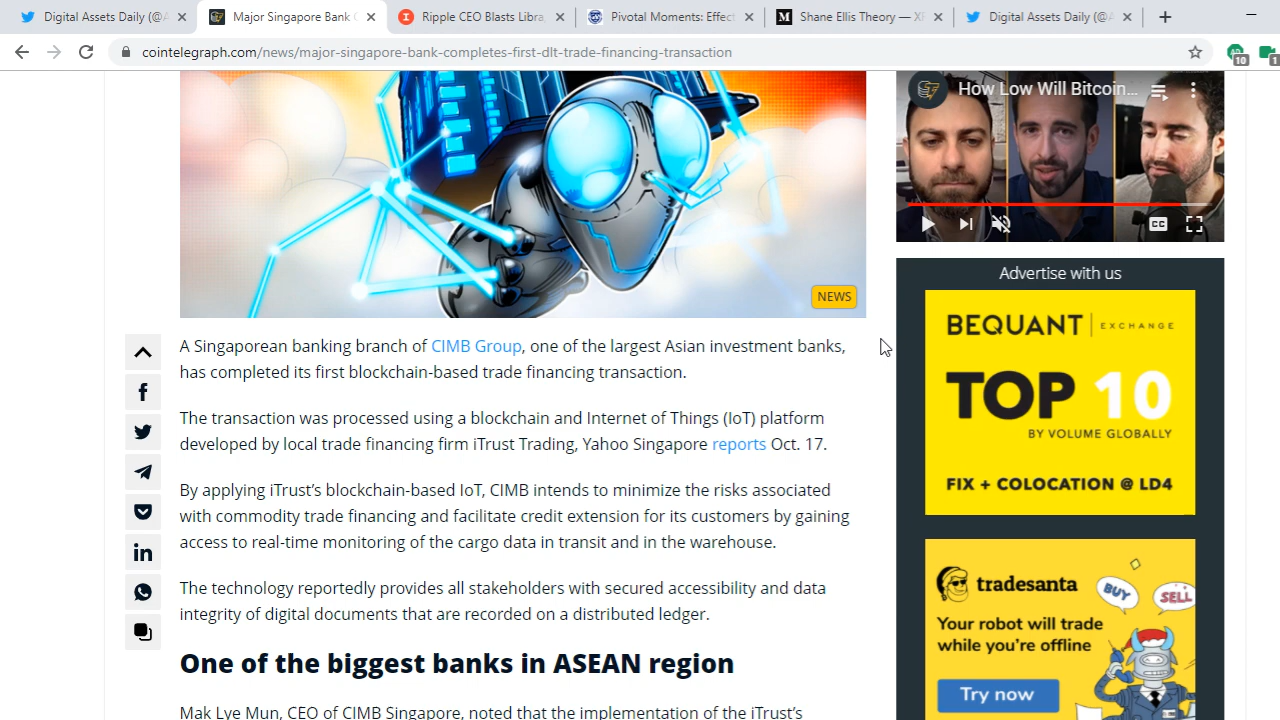 Digital Assets Daily (@A
Major Singapore Bank C
Ripple CEO Blasts Libra
Pivotal Moments: Effect
Shane Ellis Theory — XR
Digital Assets Daily (@A
cointelegraph.com/news/major-singapore-bank-completes-first-dlt-trade-financing-transaction
10
1
How Low Will Bitcoin...
CC
NEWS
Advertise with us
BEQUANT | EXCHANGE
TOP 10
BY VOLUME GLOBALLY
FIX + COLOCATION @ LD4
A Singaporean banking branch of CIMB Group, one of the largest Asian investment banks,
has completed its first blockchain-based trade financing transaction.
The transaction was processed using a blockchain and Internet of Things (IoT) platform
developed by local trade financing firm iTrust Trading, Yahoo Singapore reports Oct. 17.
By applying iTrust's blockchain-based IoT, CIMB intends to minimize the risks associated
with commodity trade financing and facilitate credit extension for its customers by gaining
access to real-time monitoring of the cargo data in transit and in the warehouse.
The technology reportedly provides all stakeholders with secured accessibility and data
integrity of digital documents that are recorded on a distributed ledger.
One of the biggest banks in ASEAN region
Mak Lye Mun, CEO of CIMB Singapore, noted that the implementation of the iTrust's
tradesanta
BUY
SELL
Your robot will trade
while you're offline
Try now